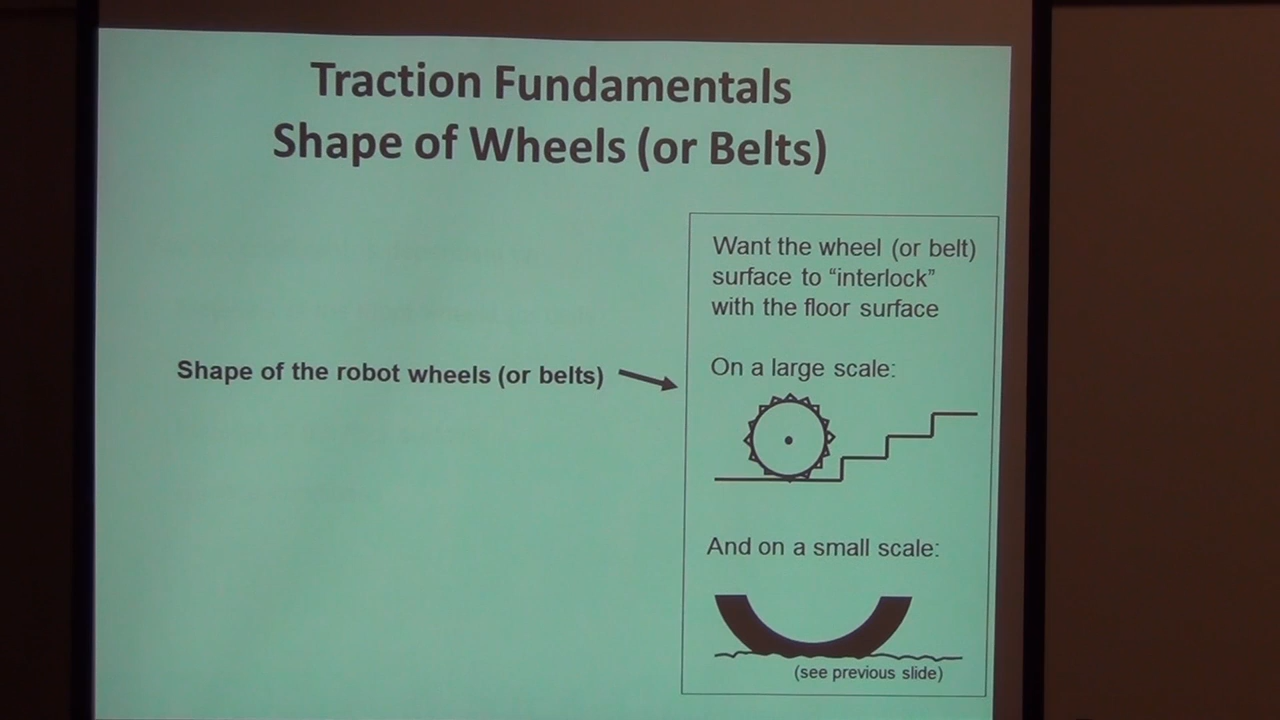 Traction Fundamentals
Shape of Wheels (or Belts)
Shape of the robot wheels (or belts)
Want the wheel (or belt)
surface to “interlock”
with the floor surface
On a large scale:
And on a small scale:
(see previous slide)